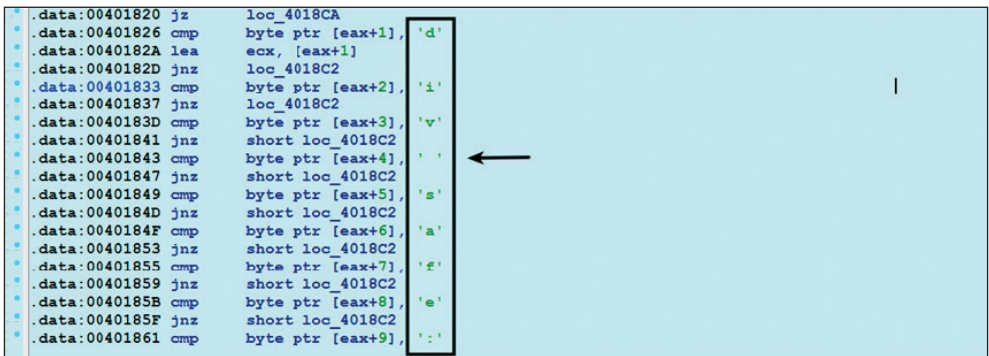 .data:00401820 jz loc_4018CA
.data:00401826 cmp byte ptr [eax+1], 'd'
.data:0040182A lea ecx, [eax+1]
.data:0040182D jnz loc_4018C2
.data:00401833 cmp byte ptr [eax+2], 'i'
.data:00401837 jnz loc_4018C2
.data:0040183D cmp byte ptr [eax+3], 'v'
.data:00401841 jnz short loc_4018C2
.data:00401843 cmp byte ptr [eax+4], ' '
.data:00401847 jnz short loc_4018C2
.data:00401849 cmp byte ptr [eax+5], 's'
.data:0040184D jnz short loc_4018C2
.data:0040184F cmp byte ptr [eax+6], 'a'
.data:00401853 jnz short loc_4018C2
.data:00401855 cmp byte ptr [eax+7], 'f'
.data:00401859 jnz short loc_4018C2
.data:0040185B cmp byte ptr [eax+8], 'e'
.data:0040185F jnz short loc_4018C2
.data:00401861 cmp byte ptr [eax+9], ':'